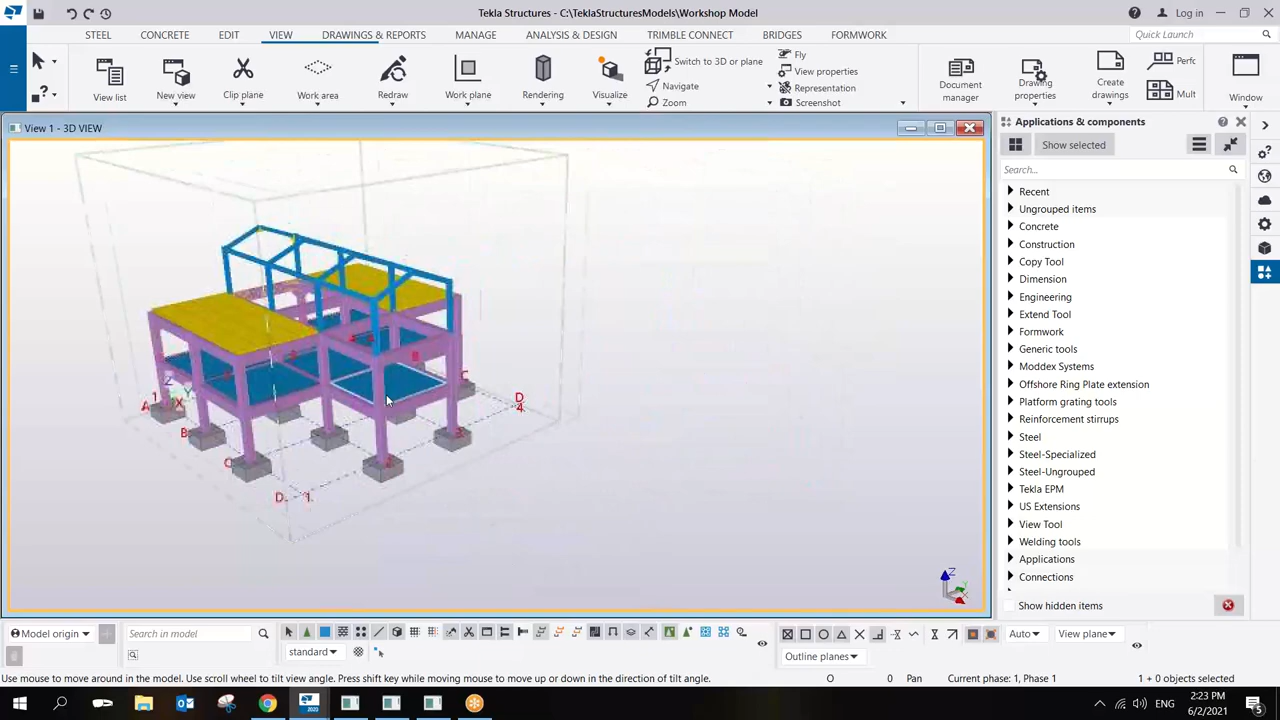 Tekla Structures - C:\TeklaStructuresModels\Workshop Model
Log in
STEEL CONCRETE EDIT VIEW DRAWINGS & REPORTS MANAGE ANALYSIS & DESIGN TRIMBLE CONNECT BRIDGES FORMWORK
Quick Launch
View list
New view
Clip plane
Work area
Redraw
Work plane
Rendering
Visualize
Switch to 3D or plane
Navigate
Zoom
Fly
View properties
Representation
Screenshot
Document manager
Drawing properties
Create drawings
Perfc
Mult
Window
View 1 - 3D VIEW
Applications & components
Show selected
Search...
Recent
Ungrouped items
Concrete
Construction
Copy Tool
Dimension
Engineering
Extend Tool
Formwork
Generic tools
Moddex Systems
Offshore Ring Plate extension
Platform grating tools
Reinforcement stirrups
Steel
Steel-Specialized
Steel-Ungrouped
Tekla EPM
US Extensions
View Tool
Welding tools
Applications
Connections
Show hidden items
Z
X
1
A
B
C
D
1
C
D
4
Z
Model origin
Search in model
standard
Auto
View plane
Outline planes
Use mouse to move around in the model. Use scroll wheel to tilt view angle. Press shift key while moving mouse to move up or down in the direction of tilt angle.
O 0 Pan Current phase: 1, Phase 1 1 + 0 objects selected
2023
ENG
2:23 PM
6/2/2021
5